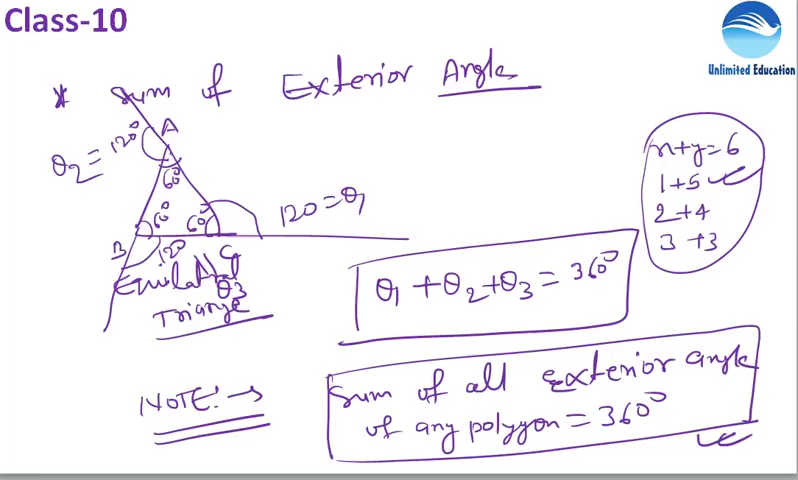 Class-10
Unlimited Education
* Sum of Exterior Angle
A
θ2 = 120°
60°
60°
60°
120 = θ1
B
120
C
θ3
Equilateral
Triangle
x+y=6
1+5
2+4
3+3
θ1 + θ2 + θ3 = 360°
NOTE: →
Sum of all exterior angle
of any polygon = 360°